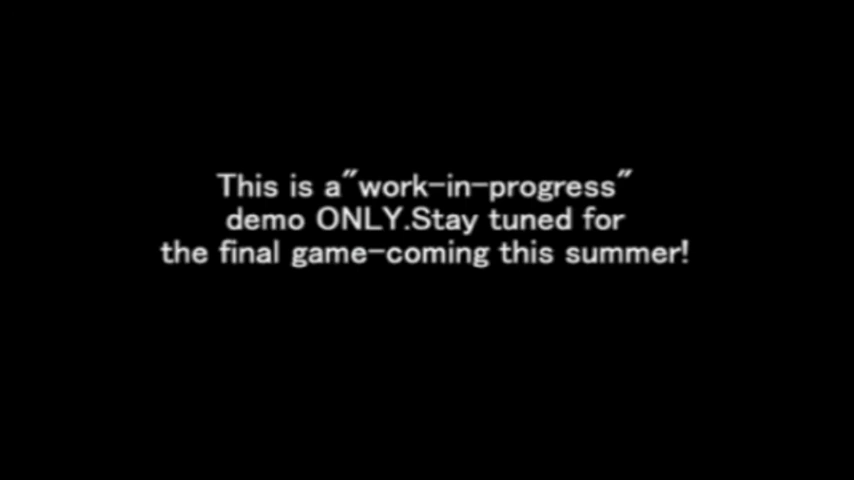 This is a"work-in-progress"
demo ONLY.Stay tuned for
the final game-coming this summer!